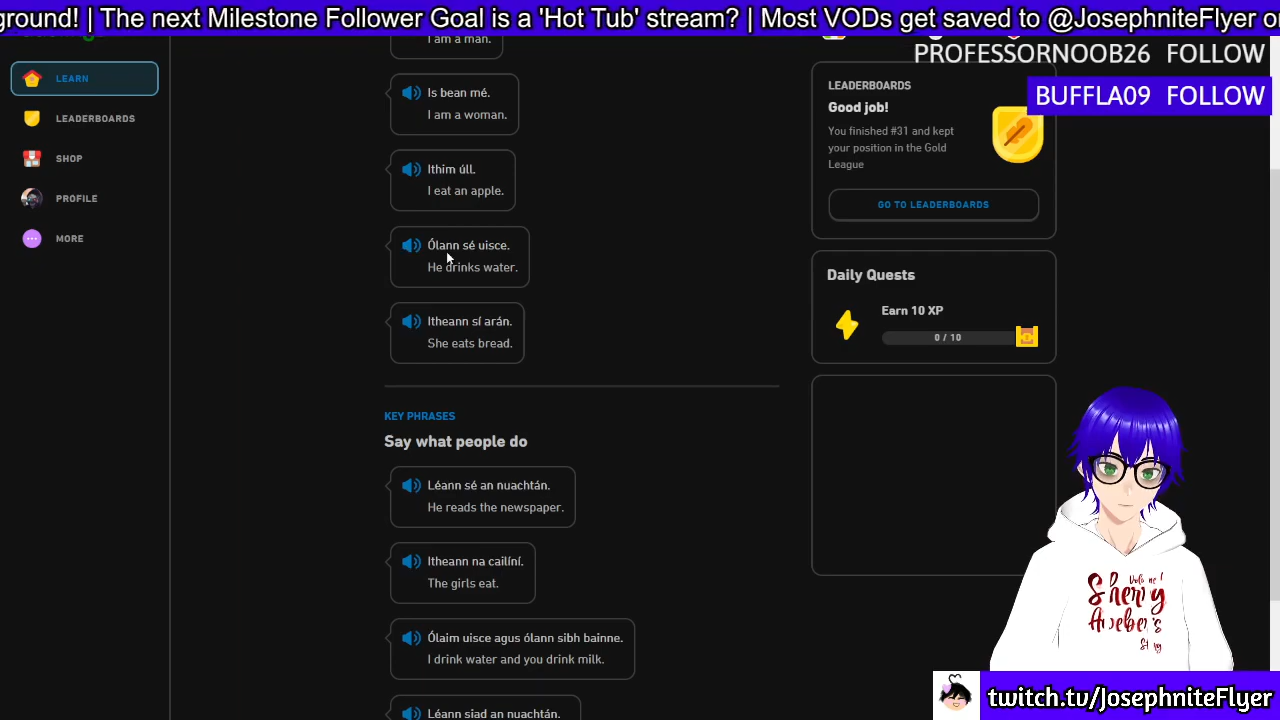 ground! | The next Milestone Follower Goal is a 'Hot Tub' stream? | Most VODs get saved to @JosephniteFlyer o
I am a man.
PROFESSORNOOB26 FOLLOW
BUFFLA09 FOLLOW
LEARN
LEADERBOARDS
SHOP
PROFILE
MORE
Is bean mé.
I am a woman.
Ithim úll.
I eat an apple.
Ólann sé uisce.
He drinks water.
Itheann sí arán.
She eats bread.
KEY PHRASES
Say what people do
Léann sé an nuachtán.
He reads the newspaper.
Itheann na cailíní.
The girls eat.
Ólaim uisce agus ólann sibh bainne.
I drink water and you drink milk.
Léann siad an nuachtán.
LEADERBOARDS
Good job!
You finished #31 and kept
your position in the Gold
League
GO TO LEADERBOARDS
Daily Quests
Earn 10 XP
0 / 10
Sherry
twitch.tv/JosephniteFlyer